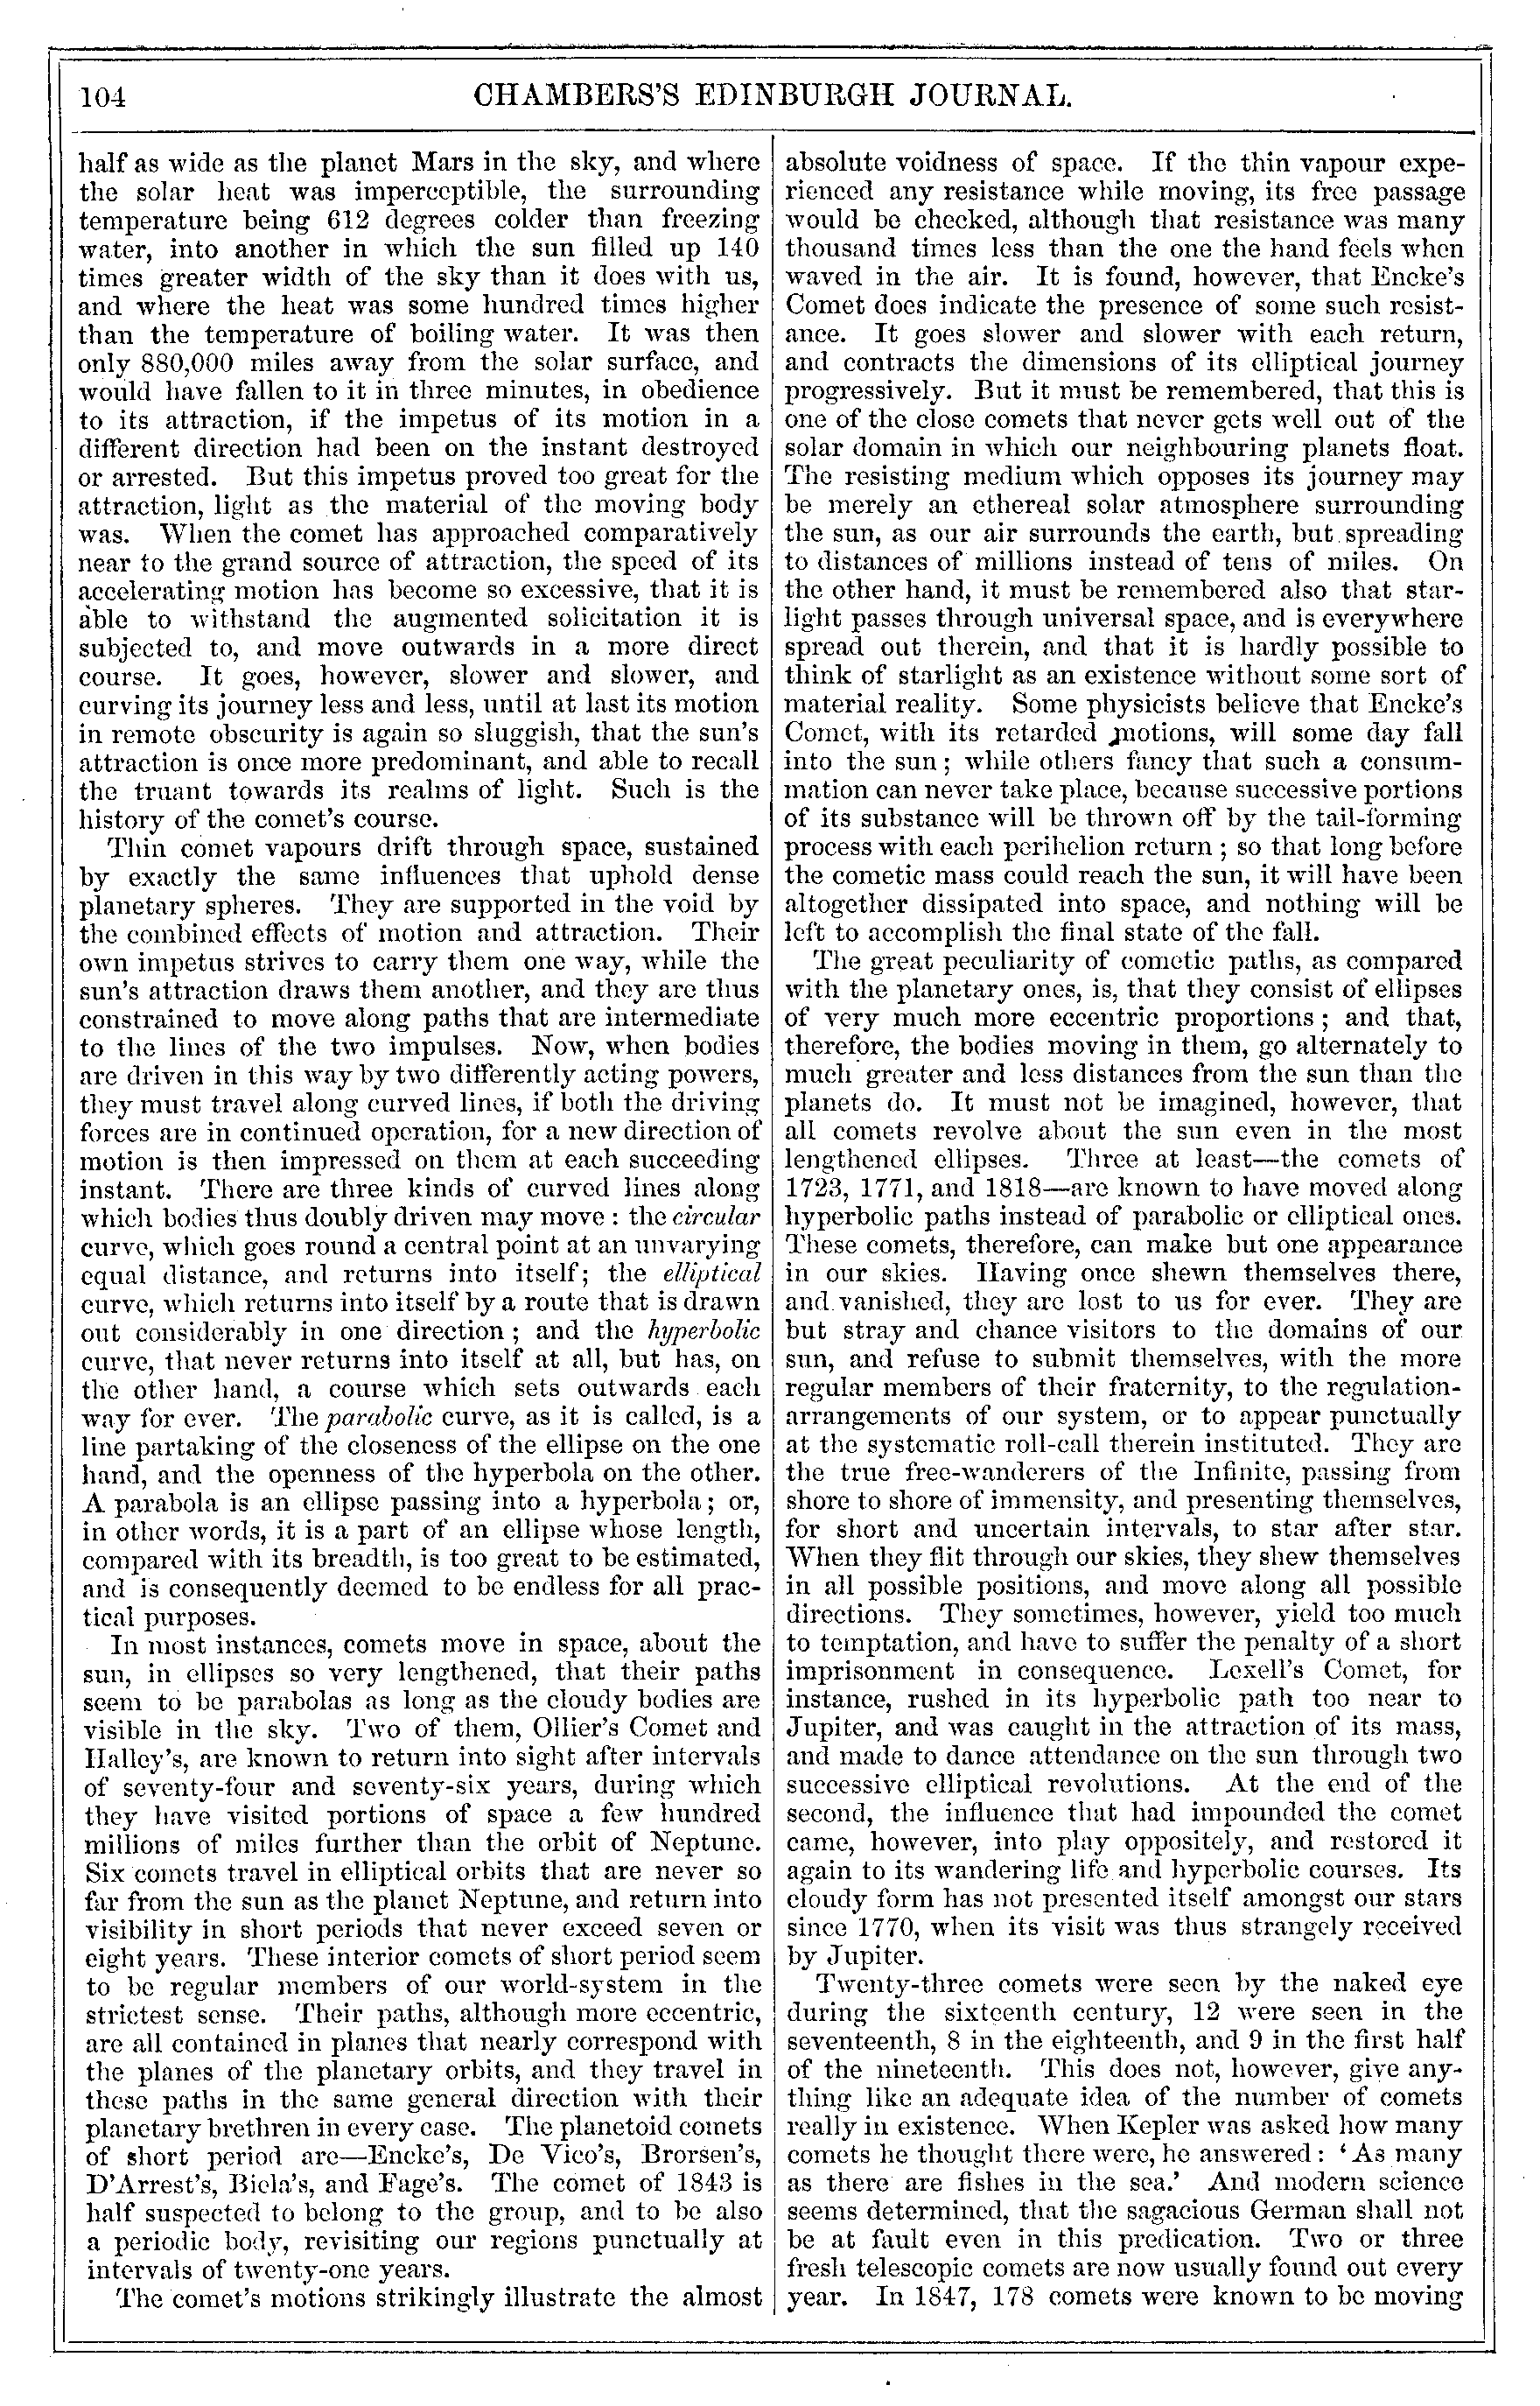 104
CHAMBERS'S EDINBURGH JOURNAL.
half as wide as the planet Mars in the sky, and where
the solar heat was imperceptible, the surrounding
temperature being 612 degrees colder than freezing
water, into another in which the sun filled up 140
times greater width of the sky than it does with us,
and where the heat was some hundred times higher
than the temperature of boiling water. It was then
only 880,000 miles away from the solar surface, and
would have fallen to it in three minutes, in obedience
to its attraction, if the impetus of its motion in a
different direction had been on the instant destroyed
or arrested. But this impetus proved too great for the
attraction, light as the material of the moving body
was. When the comet has approached comparatively
near to the grand source of attraction, the speed of its
accelerating motion has become so excessive, that it is
able to withstand the augmented solicitation it is
subjected to, and move outwards in a more direct
course. It goes, however, slower and slower, and
curving its journey less and less, until at last its motion
in remote obscurity is again so sluggish, that the sun's
attraction is once more predominant, and able to recall
the truant towards its realms of light. Such is the
history of the comet's course.
Thin comet vapours drift through space, sustained
by exactly the same influences that uphold dense
planetary spheres. They are supported in the void by
the combined effects of motion and attraction. Their
own impetus strives to carry them one way, while the
sun's attraction draws them another, and they are thus
constrained to move along paths that are intermediate
to the lines of the two impulses. Now, when bodies
are driven in this way by two differently acting powers,
they must travel along curved lines, if both the driving
forces are in continued operation, for a new direction of
motion is then impressed on them at each succeeding
instant. There are three kinds of curved lines along
which bodies thus doubly driven may move : the circular
curve, which goes round a central point at an unvarying
equal distance, and returns into itself; the elliptical
curve, which returns into itself by a route that is drawn
out considerably in one direction ; and the hyperbolic
curve, that never returns into itself at all, but has, on
the other hand, a course which sets outwards each
way for ever. The parabolic curve, as it is called, is a
line partaking of the closeness of the ellipse on the one
hand, and the openness of the hyperbola on the other.
A parabola is an ellipse passing into a hyperbola; or,
in other words, it is a part of an ellipse whose length,
compared with its breadth, is too great to be estimated,
and is consequently deemed to be endless for all prac-
tical purposes.
In most instances, comets move in space, about the
sun, in ellipses so very lengthened, that their paths
seem to be parabolas as long as the cloudy bodies are
visible in the sky. Two of them, Ollier's Comet and
Halley's, are known to return into sight after intervals
of seventy-four and seventy-six years, during which
they have visited portions of space a few hundred
millions of miles further than the orbit of Neptune.
Six comets travel in elliptical orbits that are never so
far from the sun as the planet Neptune, and return into
visibility in short periods that never exceed seven or
eight years. These interior comets of short period seem
to be regular members of our world-system in the
strictest sense. Their paths, although more eccentric,
are all contained in planes that nearly correspond with
the planes of the planetary orbits, and they travel in
these paths in the same general direction with their
planetary brethren in every case. The planetoid comets
of short period are—Encke's, De Vico's, Brorsen's,
D'Arrest's, Biela's, and Fage's. The comet of 1843 is
half suspected to belong to the group, and to be also
a periodic body, revisiting our regions punctually at
intervals of twenty-one years.
The comet's motions strikingly illustrate the almost
absolute voidness of space. If the thin vapour expe-
rienced any resistance while moving, its free passage
would be checked, although that resistance was many
thousand times less than the one the hand feels when
waved in the air. It is found, however, that Encke's
Comet does indicate the presence of some such resist-
ance. It goes slower and slower with each return,
and contracts the dimensions of its elliptical journey
progressively. But it must be remembered, that this is
one of the close comets that never gets well out of the
solar domain in which our neighbouring planets float.
The resisting medium which opposes its journey may
be merely an ethereal solar atmosphere surrounding
the sun, as our air surrounds the earth, but spreading
to distances of millions instead of tens of miles. On
the other hand, it must be remembered also that star-
light passes through universal space, and is everywhere
spread out therein, and that it is hardly possible to
think of starlight as an existence without some sort of
material reality. Some physicists believe that Encke's
Comet, with its retarded motions, will some day fall
into the sun ; while others fancy that such a consum-
mation can never take place, because successive portions
of its substance will be thrown off by the tail-forming
process with each perihelion return ; so that long before
the cometic mass could reach the sun, it will have been
altogether dissipated into space, and nothing will be
left to accomplish the final state of the fall.
The great peculiarity of cometic paths, as compared
with the planetary ones, is, that they consist of ellipses
of very much more eccentric proportions ; and that,
therefore, the bodies moving in them, go alternately to
much greater and less distances from the sun than the
planets do. It must not be imagined, however, that
all comets revolve about the sun even in the most
lengthened ellipses. Three at least—the comets of
1723, 1771, and 1818—are known to have moved along
hyperbolic paths instead of parabolic or elliptical ones.
These comets, therefore, can make but one appearance
in our skies. Having once shewn themselves there,
and vanished, they are lost to us for ever. They are
but stray and chance visitors to the domains of our
sun, and refuse to submit themselves, with the more
regular members of their fraternity, to the regulation-
arrangements of our system, or to appear punctually
at the systematic roll-call therein instituted. They are
the true free-wanderers of the Infinite, passing from
shore to shore of immensity, and presenting themselves,
for short and uncertain intervals, to star after star.
When they flit through our skies, they shew themselves
in all possible positions, and move along all possible
directions. They sometimes, however, yield too much
to temptation, and have to suffer the penalty of a short
imprisonment in consequence. Lexell's Comet, for
instance, rushed in its hyperbolic path too near to
Jupiter, and was caught in the attraction of its mass,
and made to dance attendance on the sun through two
successive elliptical revolutions. At the end of the
second, the influence that had impounded the comet
came, however, into play oppositely, and restored it
again to its wandering life and hyperbolic courses. Its
cloudy form has not presented itself amongst our stars
since 1770, when its visit was thus strangely received
by Jupiter.
Twenty-three comets were seen by the naked eye
during the sixteenth century, 12 were seen in the
seventeenth, 8 in the eighteenth, and 9 in the first half
of the nineteenth. This does not, however, give any-
thing like an adequate idea of the number of comets
really in existence. When Kepler was asked how many
comets he thought there were, he answered : 'As many
as there are fishes in the sea.' And modern science
seems determined, that the sagacious German shall not
be at fault even in this predication. Two or three
fresh telescopic comets are now usually found out every
year. In 1847, 178 comets were known to be moving